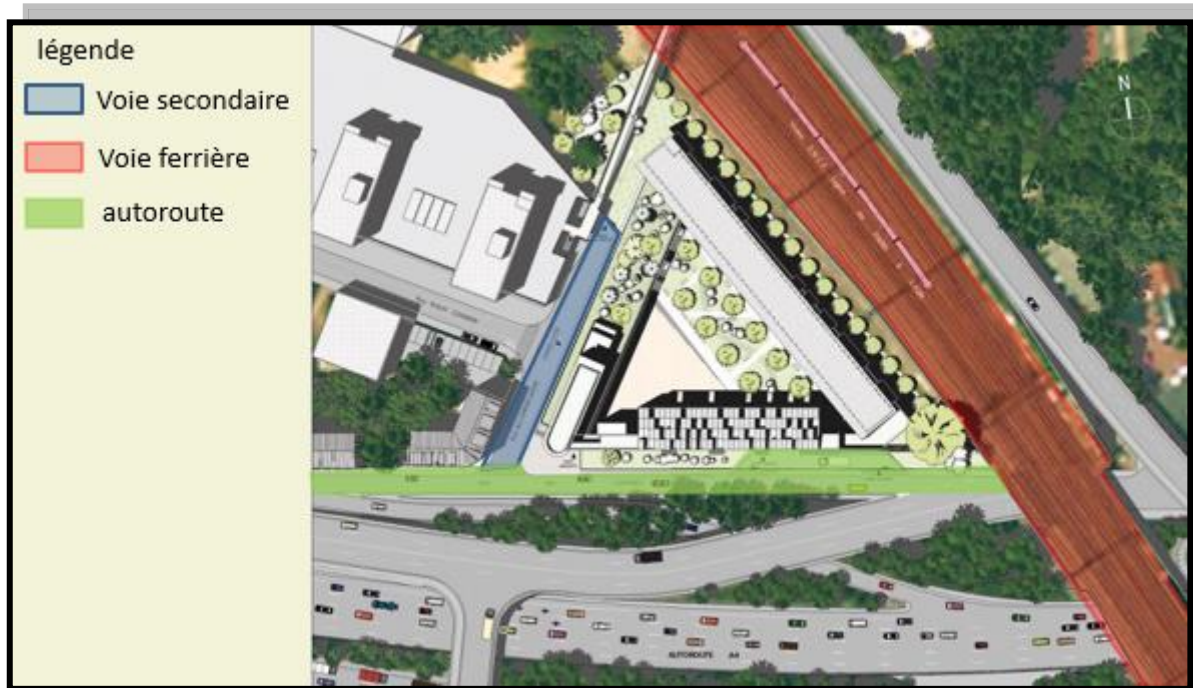 légende
Voie secondaire
Voie ferrière
autoroute
N
AUTOROUTE A4